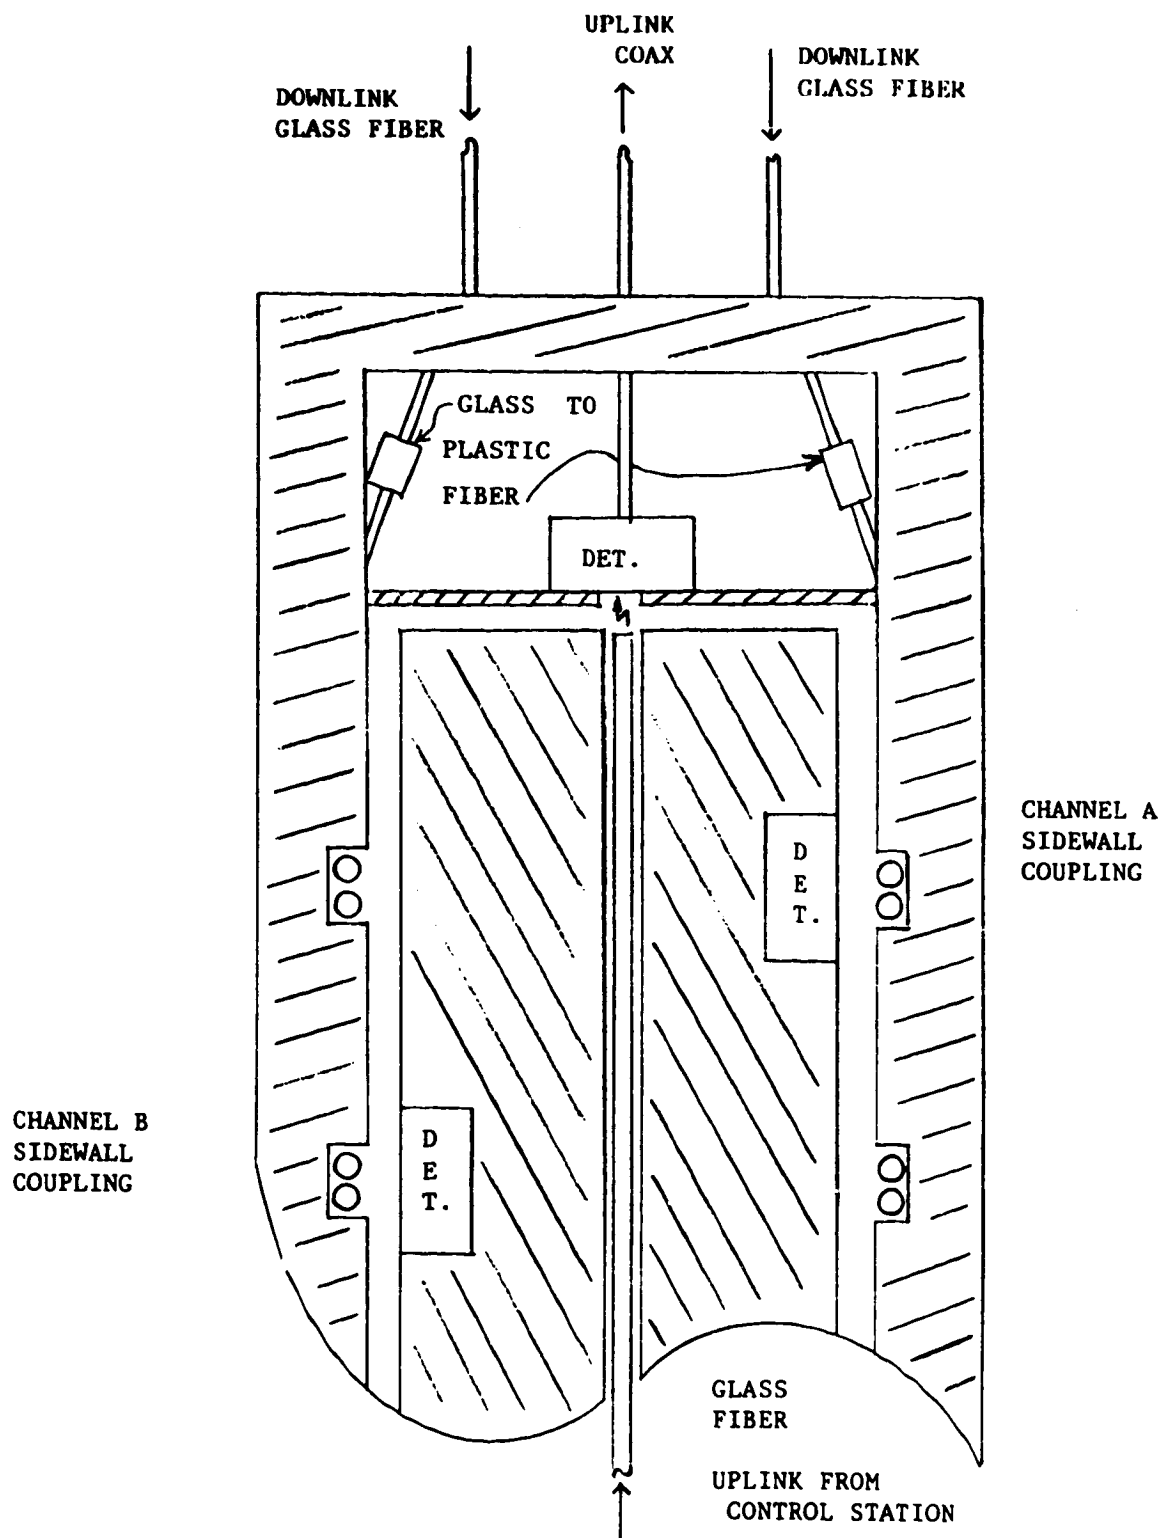 UPLINK
COAX
DOWNLINK
GLASS FIBER
DOWNLINK
GLASS FIBER
GLASS TO
PLASTIC
FIBER
DET.
CHANNEL A
SIDEWALL
COUPLING
D
E
T.
CHANNEL B
SIDEWALL
COUPLING
D
E
T.
GLASS
FIBER
UPLINK FROM
CONTROL STATION